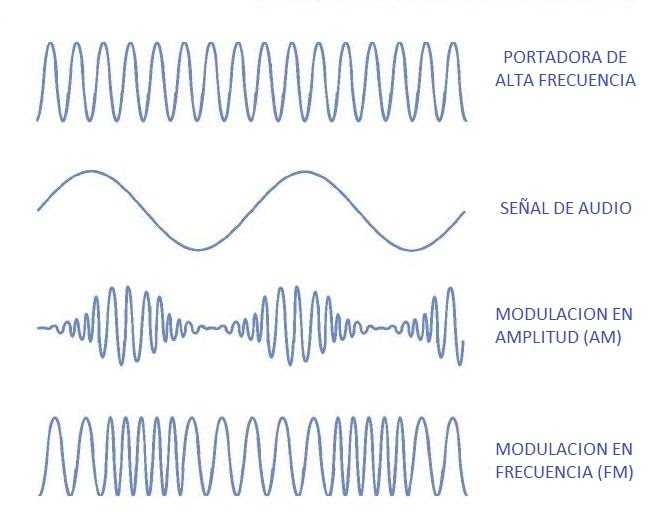 PORTADORA DE
ALTA FRECUENCIA
SEÑAL DE AUDIO
MODULACION EN
AMPLITUD (AM)
MODULACION EN
FRECUENCIA (FM)